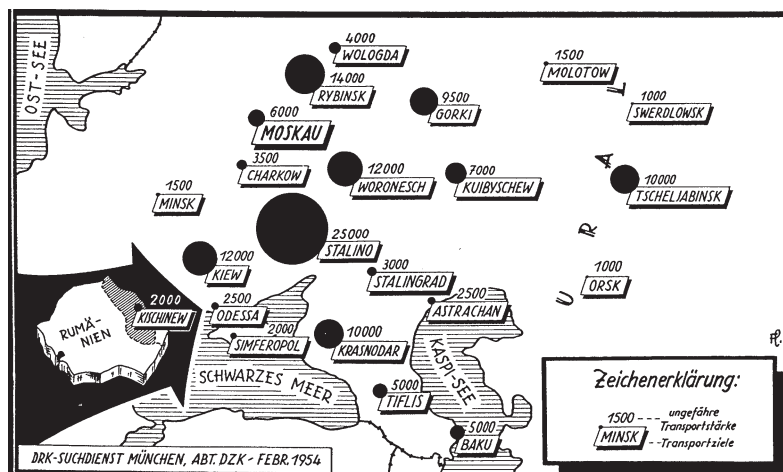 OST-SEE
4000
WOLOGDA
14000
RYBINSK
9500
GORKI
1500
MOLOTOW
1000
SWERDLOWSK
6000
MOSKAU
3500
CHARKOW
12000
WORONESCH
7000
KUIBYSCHEW
10000
TSCHELJABINSK
1500
MINSK
25000
STALINO
12000
KIEW
3000
STALINGRAD
1000
ORSK
URAL
2000
KISCHINEW
RUMÄ-
NIEN
2500
ODESSA
2000
SIMFEROPOL
10000
KRASNODAR
2500
ASTRACHAN
SCHWARZES MEER
KASPI-SEE
5000
TIFLIS
5000
BAKU
Zeichenerklärung:
1500 --- ungefähre
Transportstärke
MINSK -- Transportziele
DRK-SUCHDIENST MÜNCHEN, ABT. DZK - FEBR. 1954